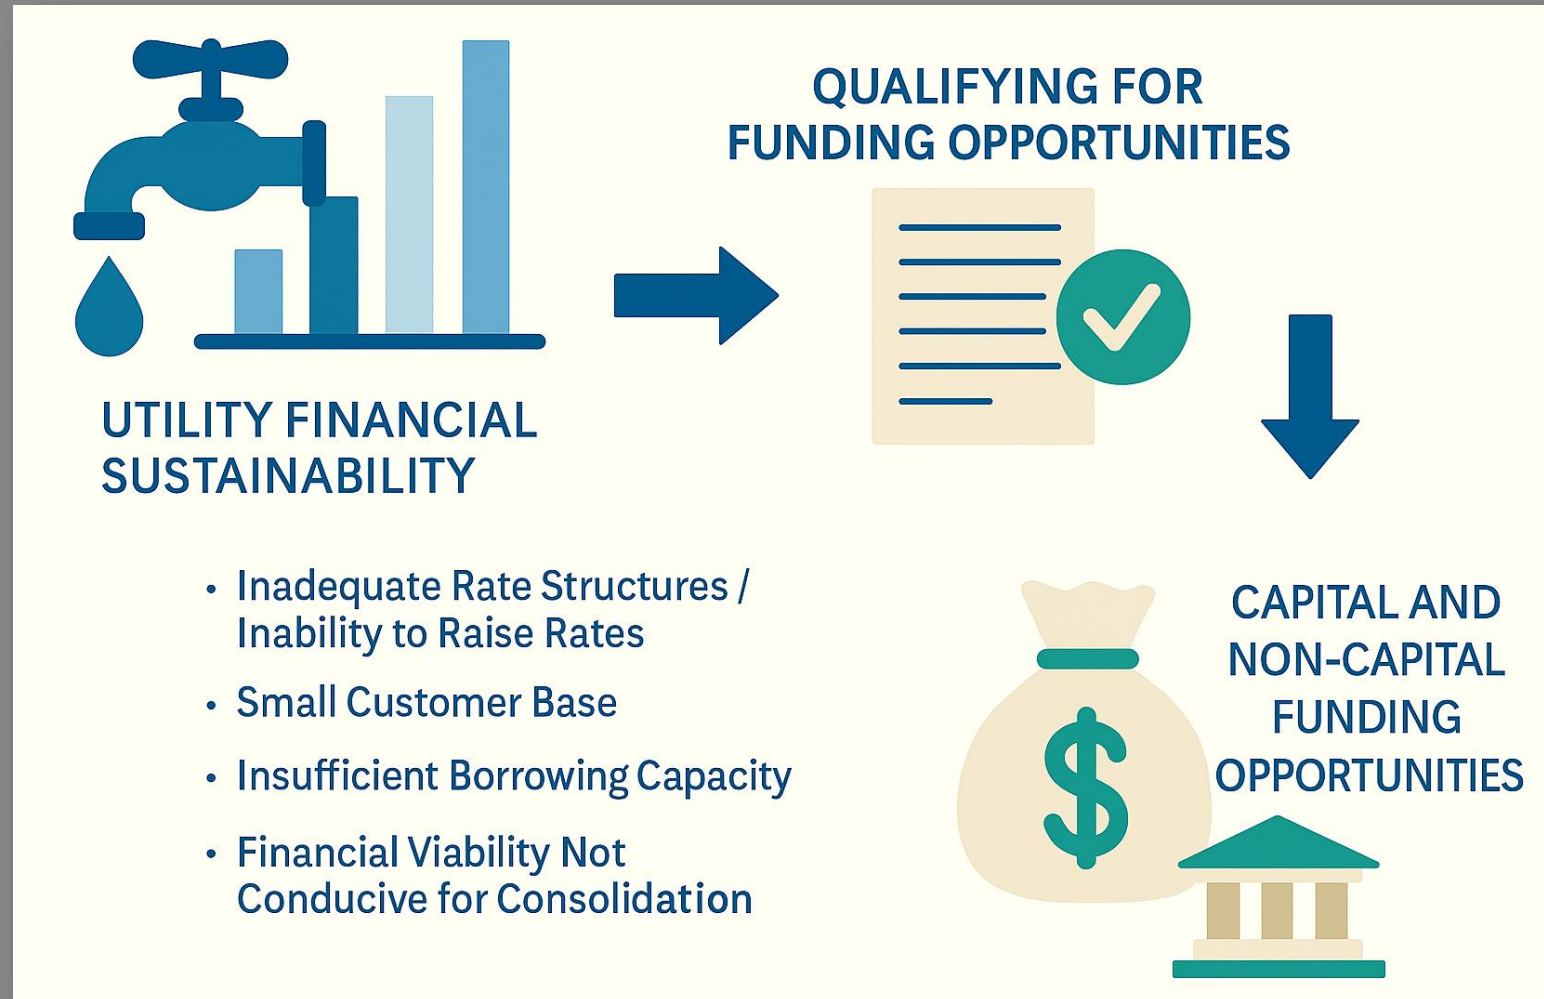 QUALIFYING FOR
FUNDING OPPORTUNITIES
UTILITY FINANCIAL
SUSTAINABILITY
• Inadequate Rate Structures /
Inability to Raise Rates
• Small Customer Base
• Insufficient Borrowing Capacity
• Financial Viability Not
Conducive for Consolidation
CAPITAL AND
NON-CAPITAL
FUNDING
OPPORTUNITIES
$